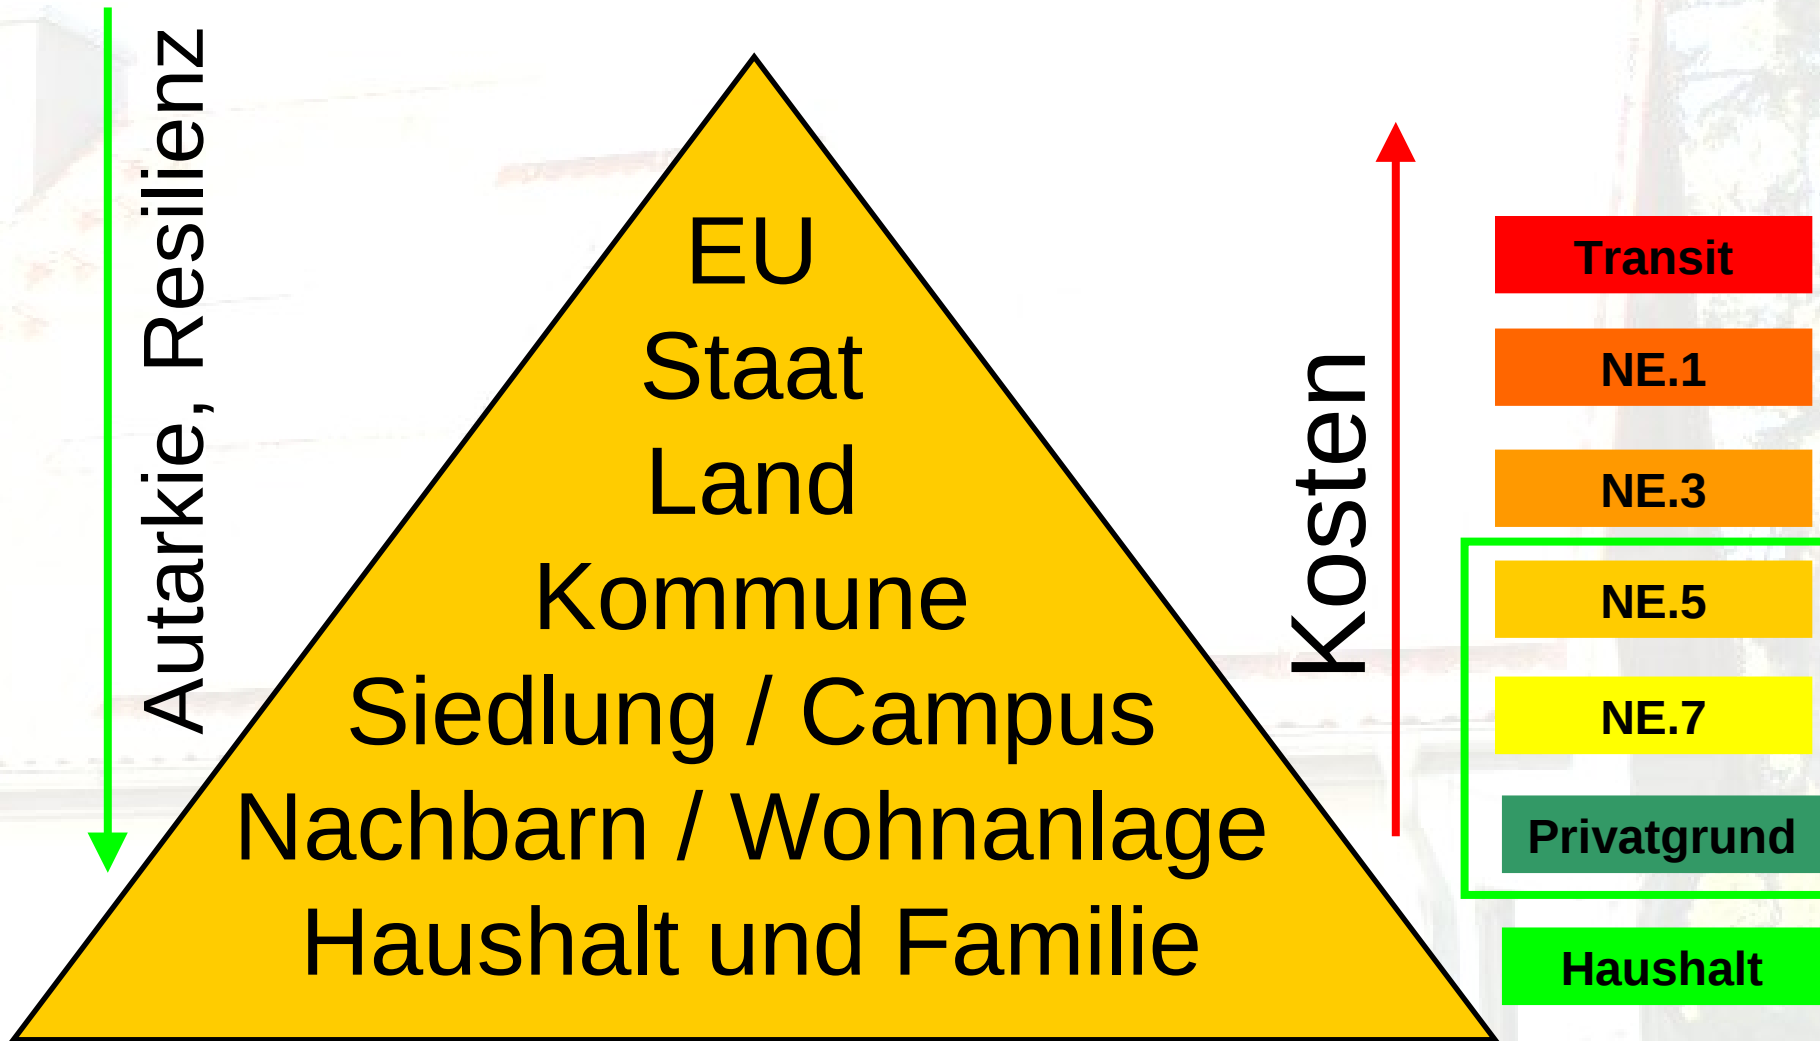 Autarkie, Resilienz
EU
Staat
Land
Kommune
Siedlung / Campus
Nachbarn / Wohnanlage
Haushalt und Familie
Kosten
Transit
NE.1
NE.3
NE.5
NE.7
Privatgrund
Haushalt